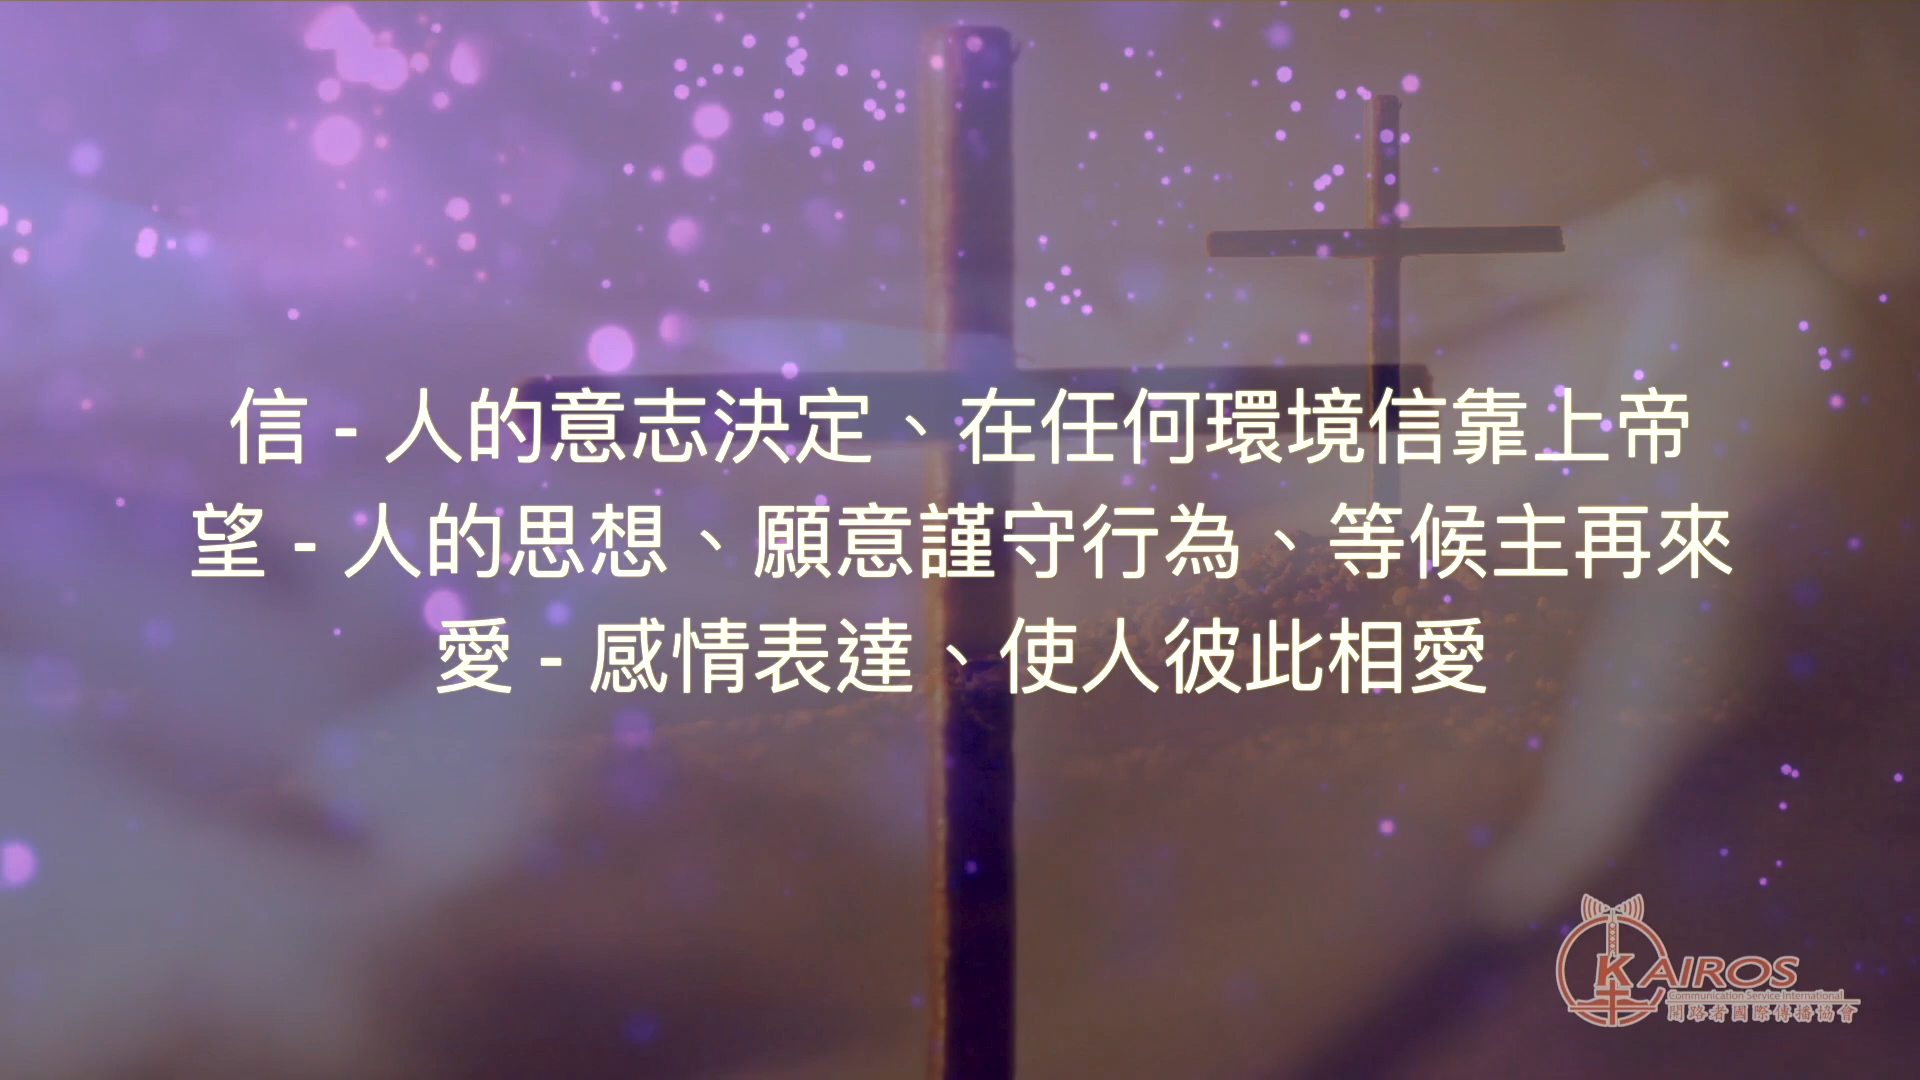 信 - 人的意志決定、在任何環境信靠上帝
望 - 人的思想、願意謹守行為、等候主再來
愛 - 感情表達、使人彼此相愛
KAIROS
Communication Service International
開路者國際傳播協會